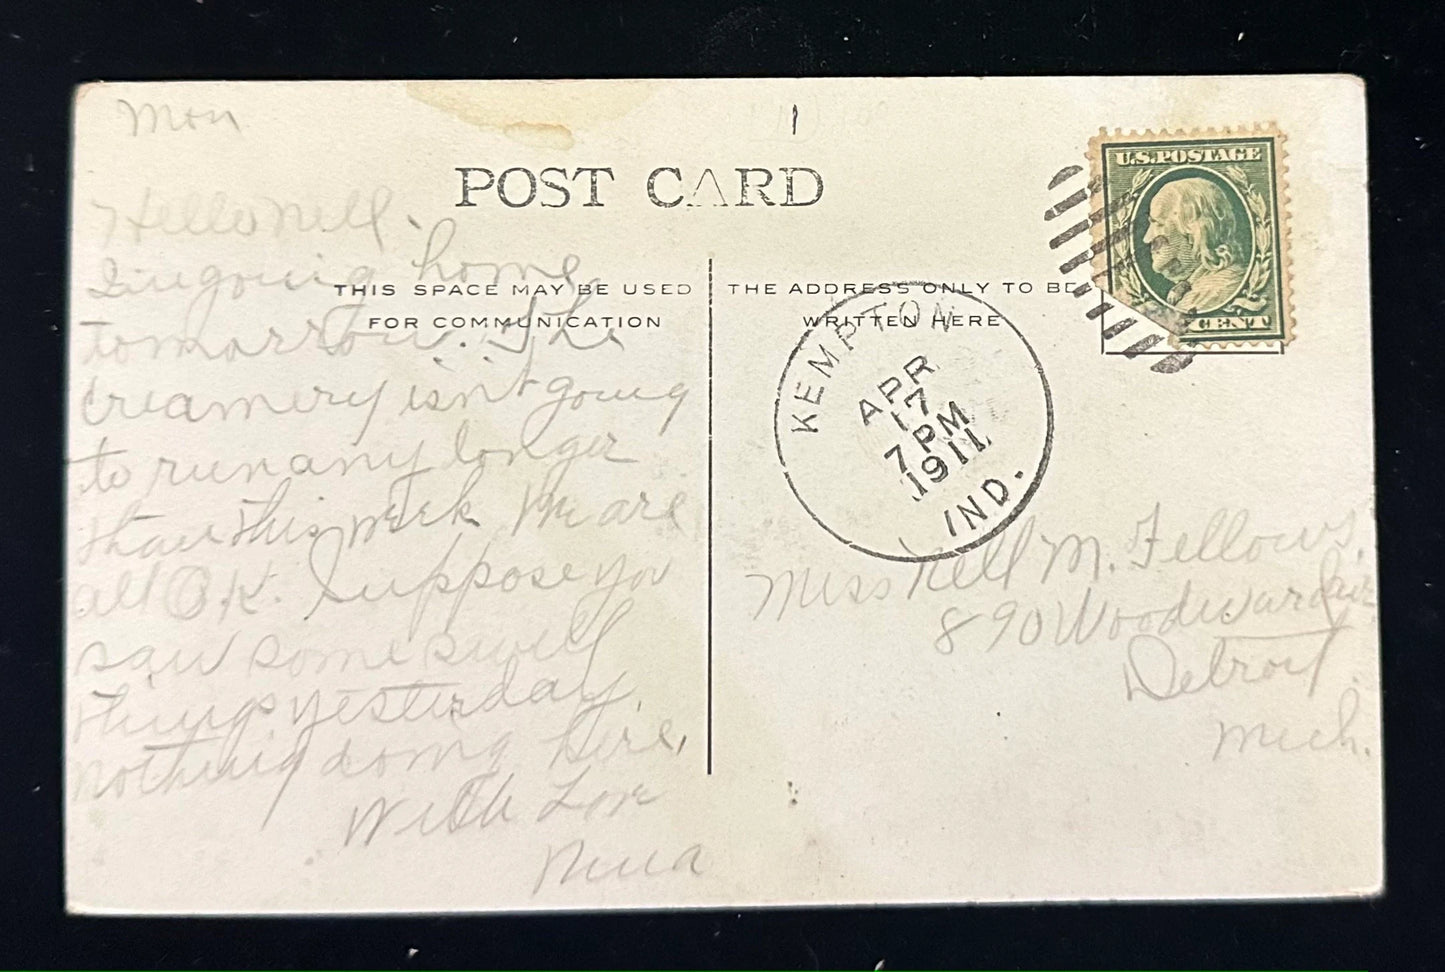 Mon
POST CARD
U.S. POSTAGE
CENT
THIS SPACE MAY BE USED
FOR COMMUNICATION
THE ADDRESS ONLY TO BE
WRITTEN HERE
KEMPTON
APR
17
7 PM
1911
IND.
Hello Nell.
I'm going home
tomorrow. The
creamery isn't going
to run any longer
than this week. We are
all O.K. Suppose you
saw some swell
things yesterday.
nothing doing here.
With Love
Nina
Miss Nell M. Fellows.
890 Woodward Ave
Detroit
Mich.